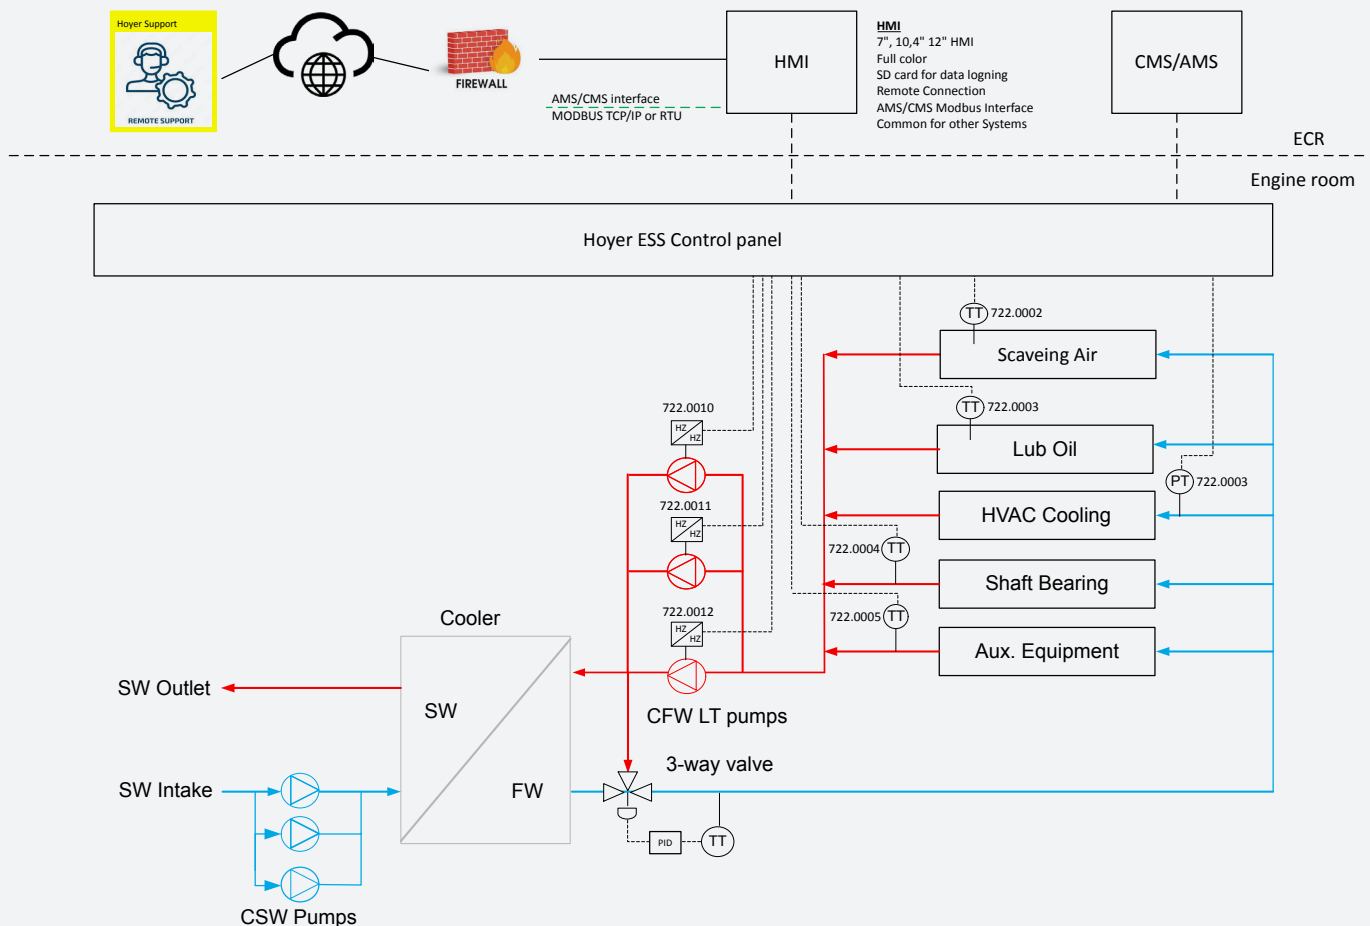 Hoyer Support
REMOTE SUPPORT
FIREWALL
AMS/CMS interface
MODBUS TCP/IP or RTU
HMI
HMI
7", 10,4" 12" HMI
Full color
SD card for data logning
Remote Connection
AMS/CMS Modbus Interface
Common for other Systems
CMS/AMS
ECR
Engine room
Hoyer ESS Control panel
TT 722.0002
Scaveing Air
TT 722.0003
Lub Oil
PT 722.0003
HVAC Cooling
722.0004 TT
Shaft Bearing
722.0005 TT
Aux. Equipment
722.0010
HZ
HZ
722.0011
HZ
HZ
722.0012
HZ
HZ
CFW LT pumps
Cooler
SW
FW
SW Outlet
SW Intake
3-way valve
PID
TT
CSW Pumps